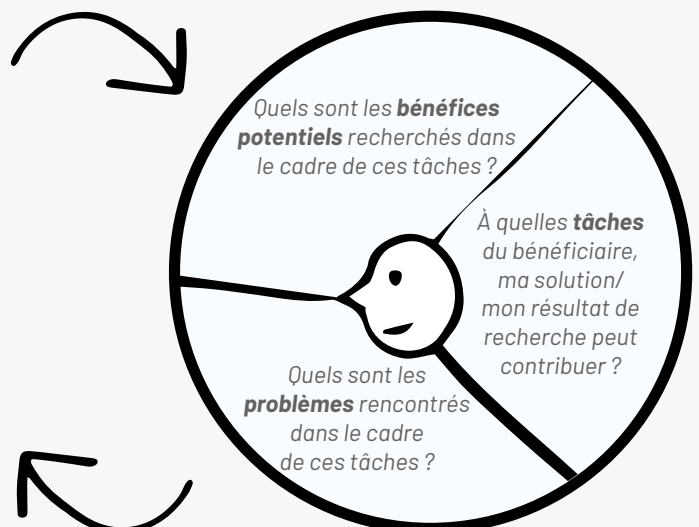 Quels sont les bénéfices
potentiels recherchés dans
le cadre de ces tâches ?
À quelles tâches
du bénéficiaire,
ma solution/
mon résultat de
recherche peut
contribuer ?
Quels sont les
problèmes rencontrés
dans le cadre
de ces tâches ?